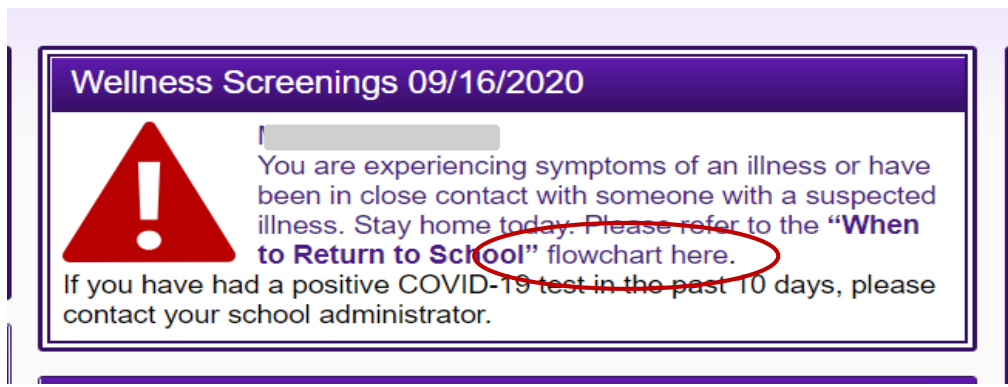 Wellness Screenings 09/16/2020
You are experiencing symptoms of an illness or have
been in close contact with someone with a suspected
illness. Stay home today. Please refer to the “When
to Return to School” flowchart here.
If you have had a positive COVID-19 test in the past 10 days, please
contact your school administrator.